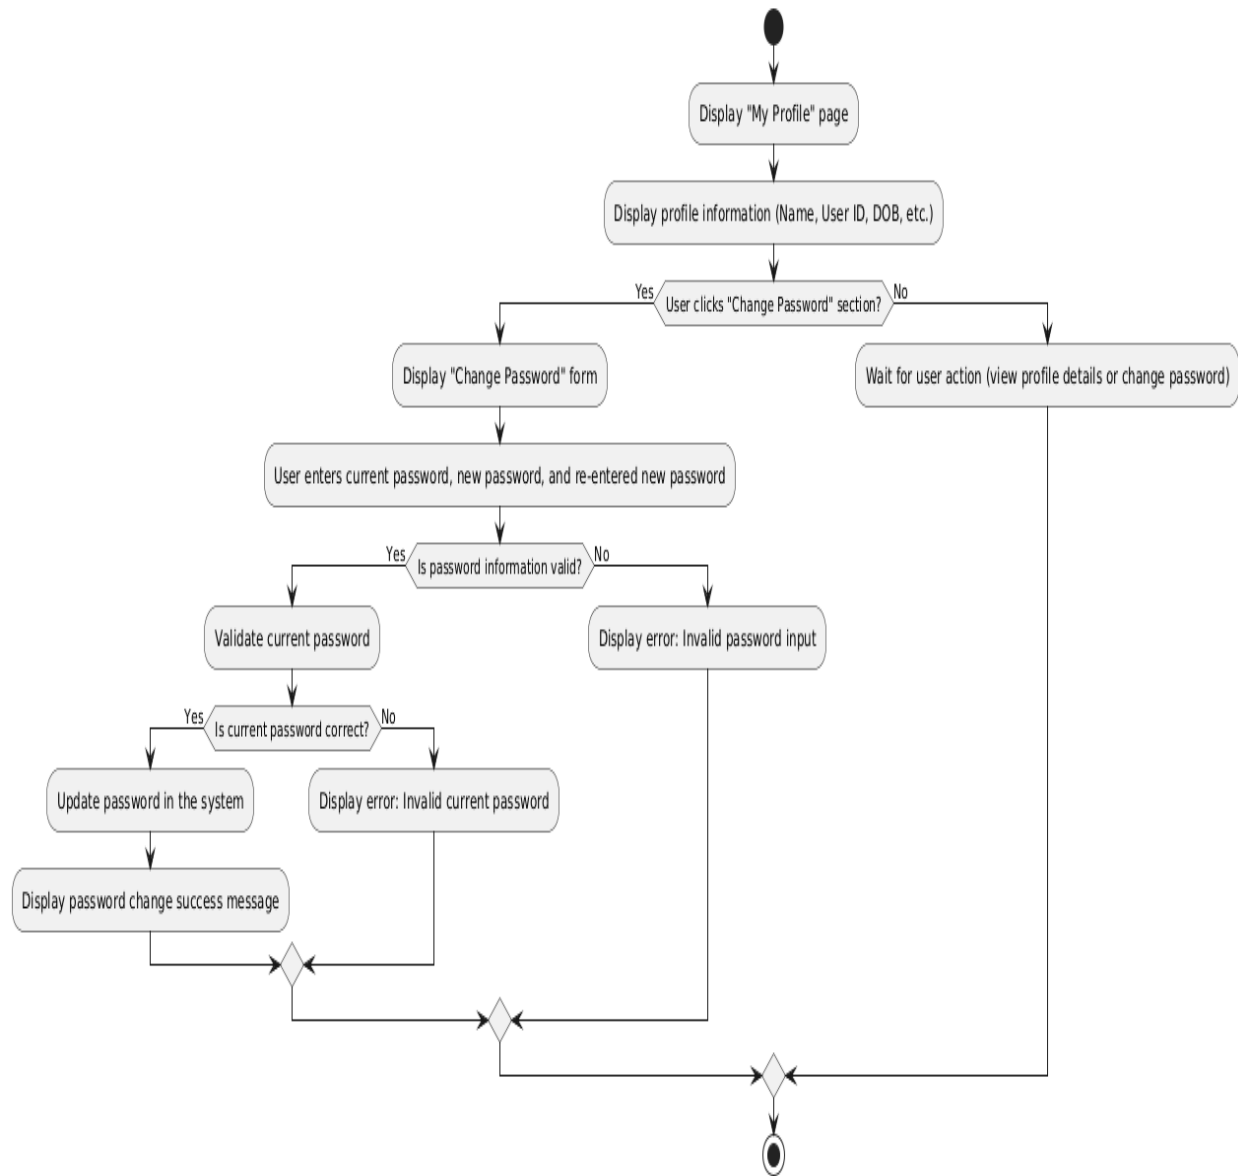 Display "My Profile" page
Display profile information (Name, User ID, DOB, etc.)
Yes
User clicks "Change Password" section?
No
Display "Change Password" form
Wait for user action (view profile details or change password)
User enters current password, new password, and re-entered new password
Yes
Is password information valid?
No
Validate current password
Display error: Invalid password input
Yes
Is current password correct?
No
Update password in the system
Display error: Invalid current password
Display password change success message